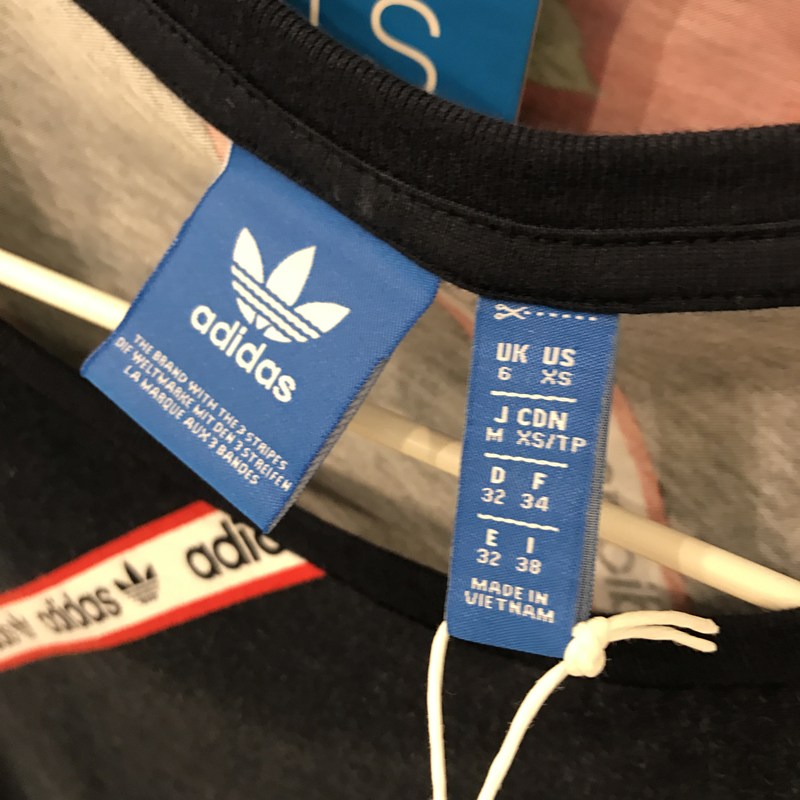 IS
adidas
THE BRAND WITH THE 3 STRIPES
DIE WELTMARKE MIT DEN 3 STREIFEN
LA MARQUE AUX 3 BANDES
UK US
6 XS
J CDN
M XS/TP
D F
32 34
E I
32 38
MADE IN
VIETNAM
adidas adidas